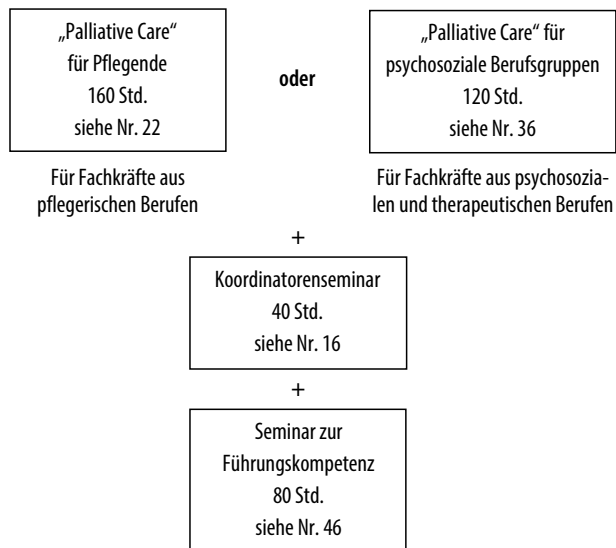 „Palliative Care“
für Pflegende
160 Std.
siehe Nr. 22
oder
„Palliative Care“ für
psychosoziale Berufsgruppen
120 Std.
siehe Nr. 36
Für Fachkräfte aus
pflegerischen Berufen
Für Fachkräfte aus psychosozia-
len und therapeutischen Berufen
+
Koordinatorenseminar
40 Std.
siehe Nr. 16
+
Seminar zur
Führungskompetenz
80 Std.
siehe Nr. 46